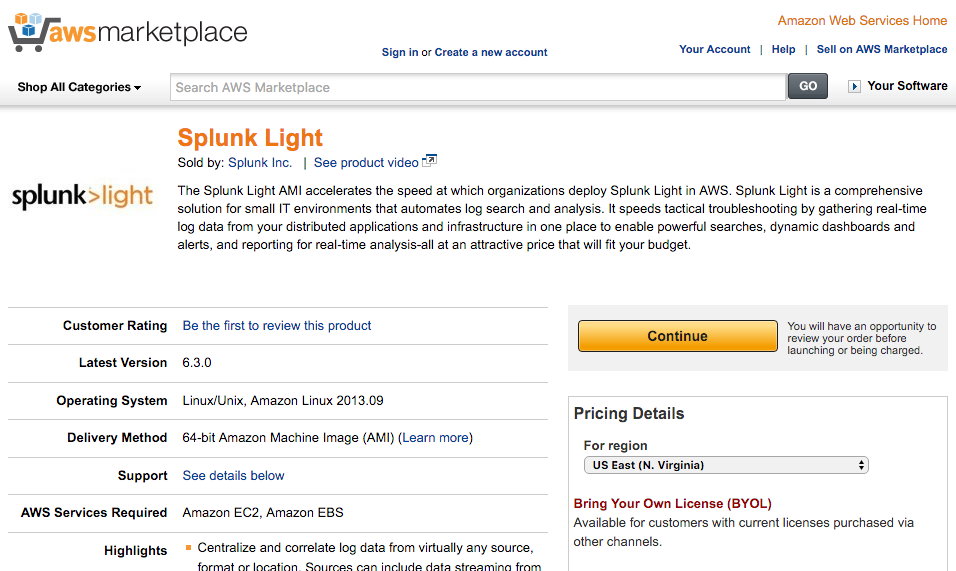 awsmarketplace
Amazon Web Services Home
Sign in or Create a new account
Your Account | Help | Sell on AWS Marketplace
Shop All Categories
Search AWS Marketplace
GO
Your Software
Splunk Light
Sold by: Splunk Inc. | See product video
splunk>light
The Splunk Light AMI accelerates the speed at which organizations deploy Splunk Light in AWS. Splunk Light is a comprehensive
solution for small IT environments that automates log search and analysis. It speeds tactical troubleshooting by gathering real-time
log data from your distributed applications and infrastructure in one place to enable powerful searches, dynamic dashboards and
alerts, and reporting for real-time analysis-all at an attractive price that will fit your budget.
Customer Rating Be the first to review this product
Latest Version 6.3.0
Operating System Linux/Unix, Amazon Linux 2013.09
Delivery Method 64-bit Amazon Machine Image (AMI) (Learn more)
Support See details below
AWS Services Required Amazon EC2, Amazon EBS
Highlights Centralize and correlate log data from virtually any source,
format or location. Sources can include data streaming from
Continue
You will have an opportunity to
review your order before
launching or being charged.
Pricing Details
For region
US East (N. Virginia)
Bring Your Own License (BYOL)
Available for customers with current licenses purchased via
other channels.